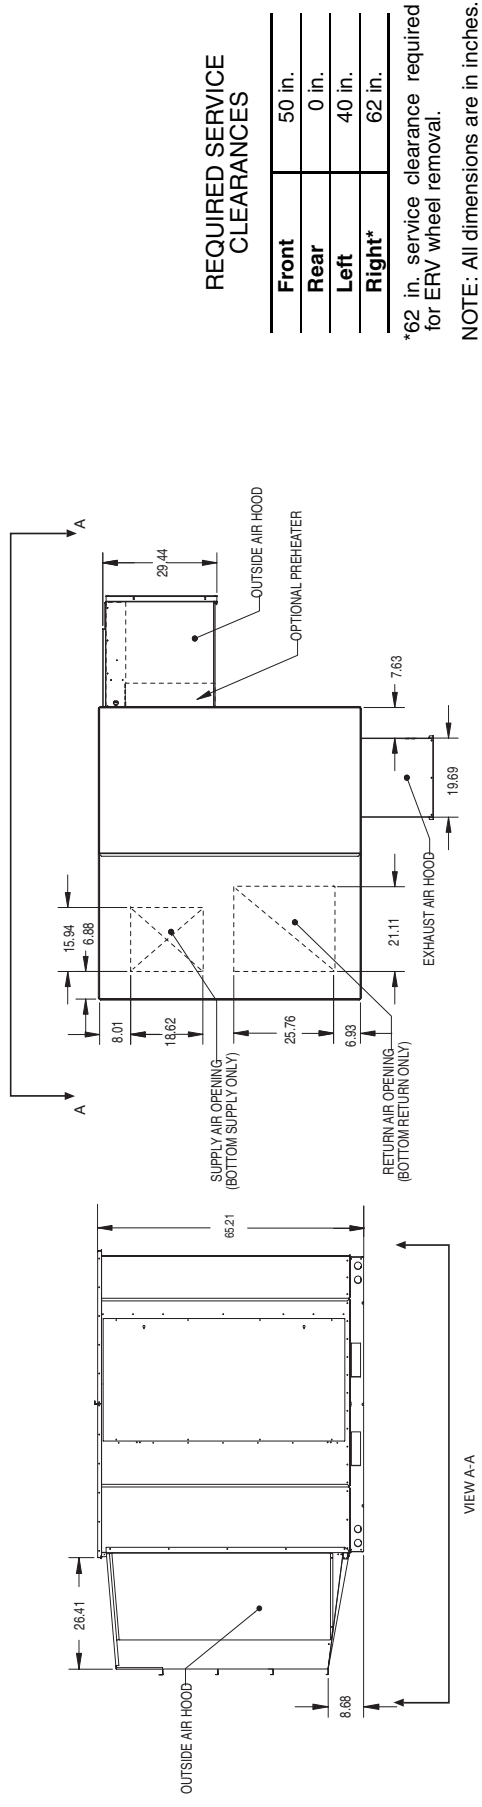 OUTSIDE AIR HOOD
26.41
8.68
65.21
VIEW A-A
A
A
8.01
18.62
25.76
6.93
15.94
6.88
SUPPLY AIR OPENING
(BOTTOM SUPPLY ONLY)
RETURN AIR OPENING
(BOTTOM RETURN ONLY)
21.11
EXHAUST AIR HOOD
19.69
7.63
29.44
OUTSIDE AIR HOOD
OPTIONAL PREHEATER
REQUIRED SERVICE
CLEARANCES
Front 50 in.
Rear 0 in.
Left 40 in.
Right* 62 in.
*62 in. service clearance required
for ERV wheel removal.
NOTE: All dimensions are in inches.